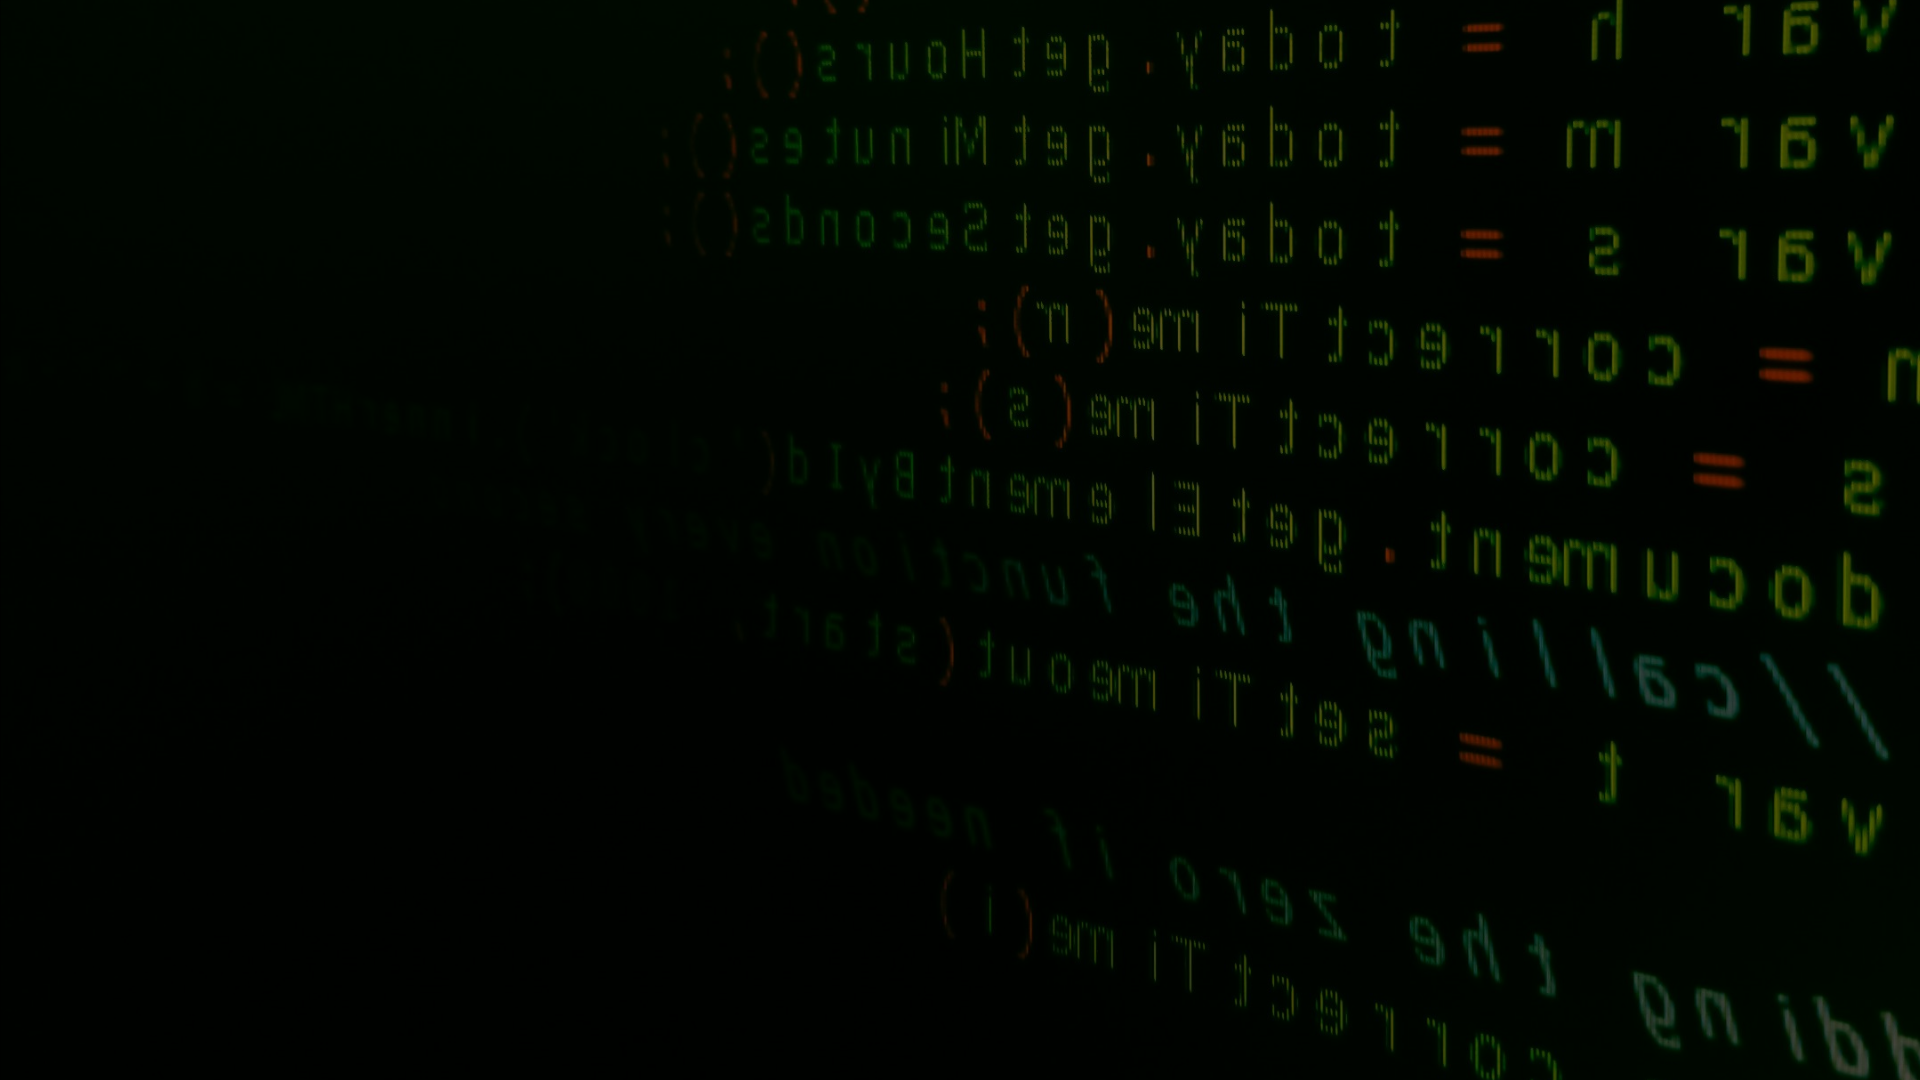 var h = today.getHours();
var m = today.getMinutes();
var s = today.getSeconds();
m = correctTime(m);
s = correctTime(s);
document.getElementById('clock').innerHTML =
//calling the function every second
var t = setTimeout(start,
the zero if needed
correctTime(i)